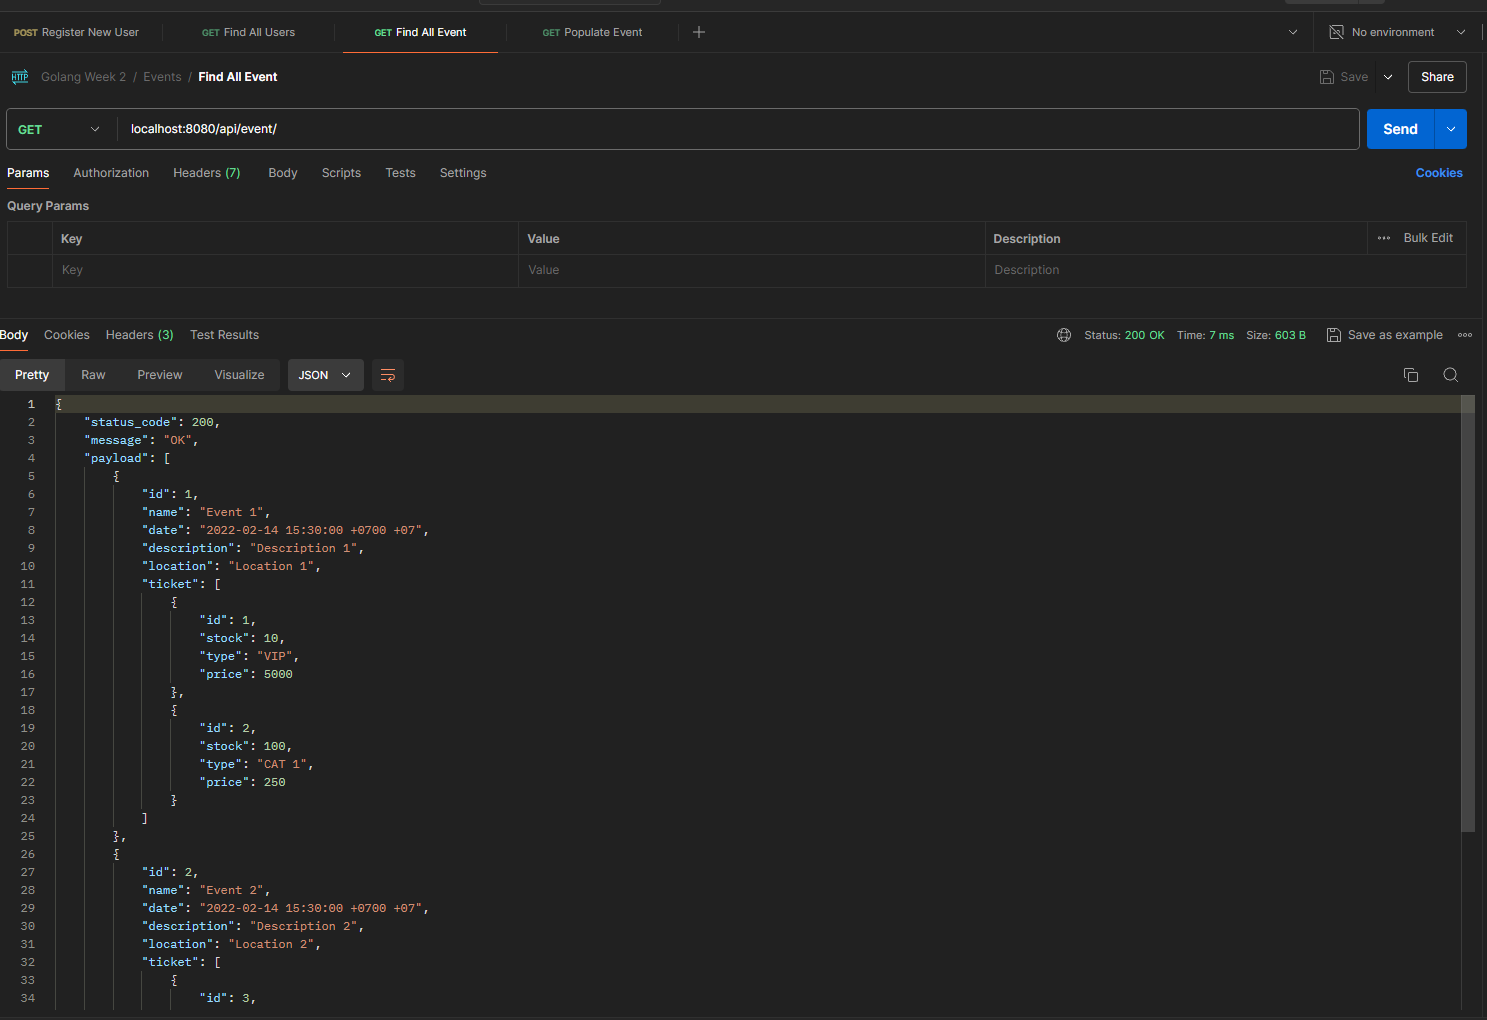 POST Register New User
GET Find All Users
GET Find All Event
GET Populate Event
No environment
HTTP Golang Week 2 / Events / Find All Event
Save
Share
GET
localhost:8080/api/event/
Send
Params Authorization Headers (7) Body Scripts Tests Settings
Cookies
Query Params
Key Value Description
Bulk Edit
Key Value Description
Body Cookies Headers (3) Test Results
Status: 200 OK Time: 7 ms Size: 603 B
Save as example
Pretty Raw Preview Visualize JSON
1 {
2 "status_code": 200,
3 "message": "OK",
4 "payload": [
5 {
6 "id": 1,
7 "name": "Event 1",
8 "date": "2022-02-14 15:30:00 +0700 +07",
9 "description": "Description 1",
10 "location": "Location 1",
11 "ticket": [
12 {
13 "id": 1,
14 "stock": 10,
15 "type": "VIP",
16 "price": 5000
17 },
18 {
19 "id": 2,
20 "stock": 100,
21 "type": "CAT 1",
22 "price": 250
23 }
24 ]
25 },
26 {
27 "id": 2,
28 "name": "Event 2",
29 "date": "2022-02-14 15:30:00 +0700 +07",
30 "description": "Description 2",
31 "location": "Location 2",
32 "ticket": [
33 {
34 "id": 3,